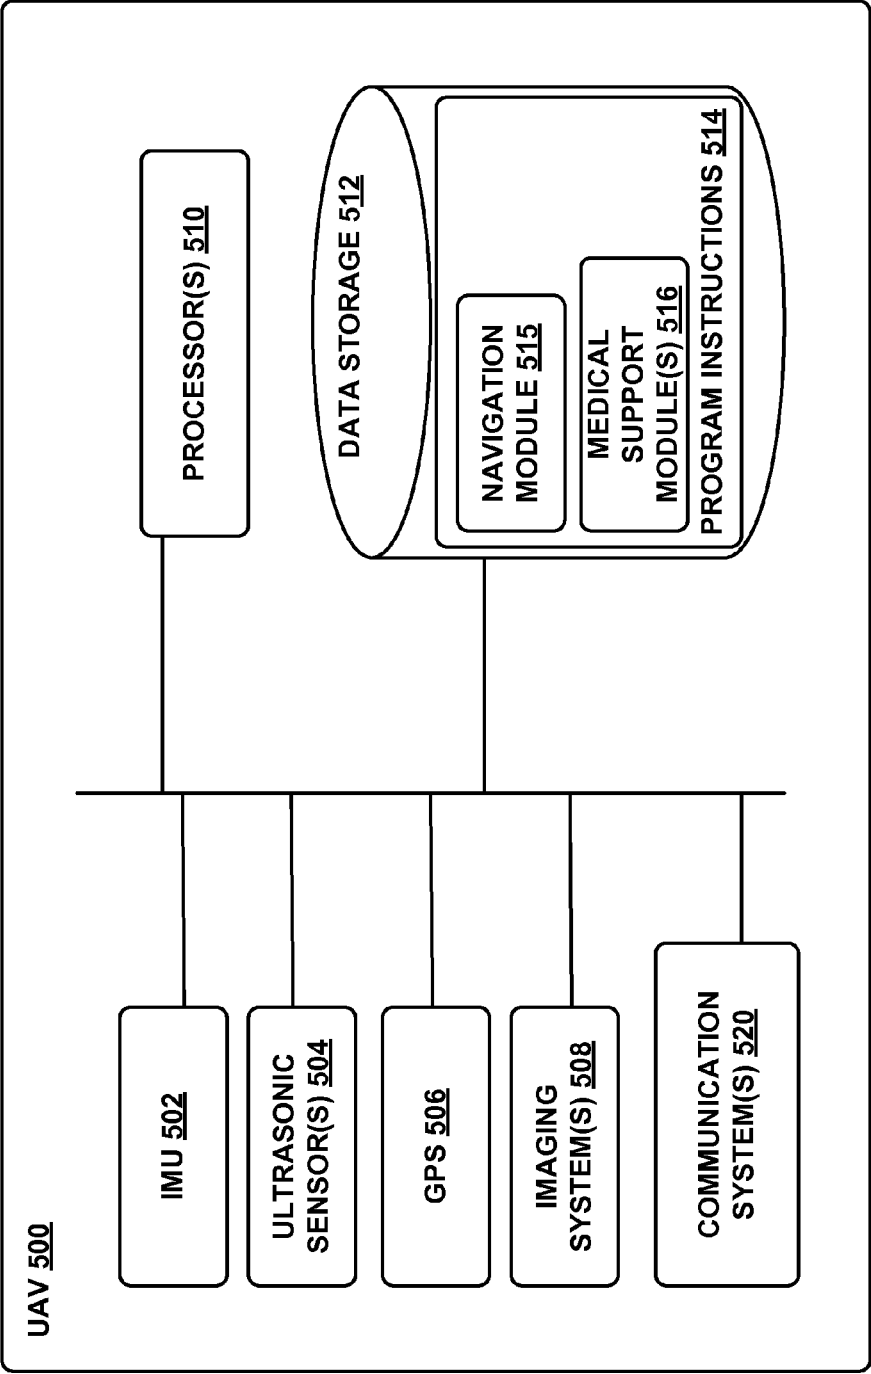 UAV 500
IMU 502
ULTRASONIC
SENSOR(S) 504
GPS 506
IMAGING
SYSTEM(S) 508
COMMUNICATION
SYSTEM(S) 520
PROCESSOR(S) 510
DATA STORAGE 512
NAVIGATION
MODULE 515
MEDICAL
SUPPORT
MODULE(S) 516
PROGRAM INSTRUCTIONS 514